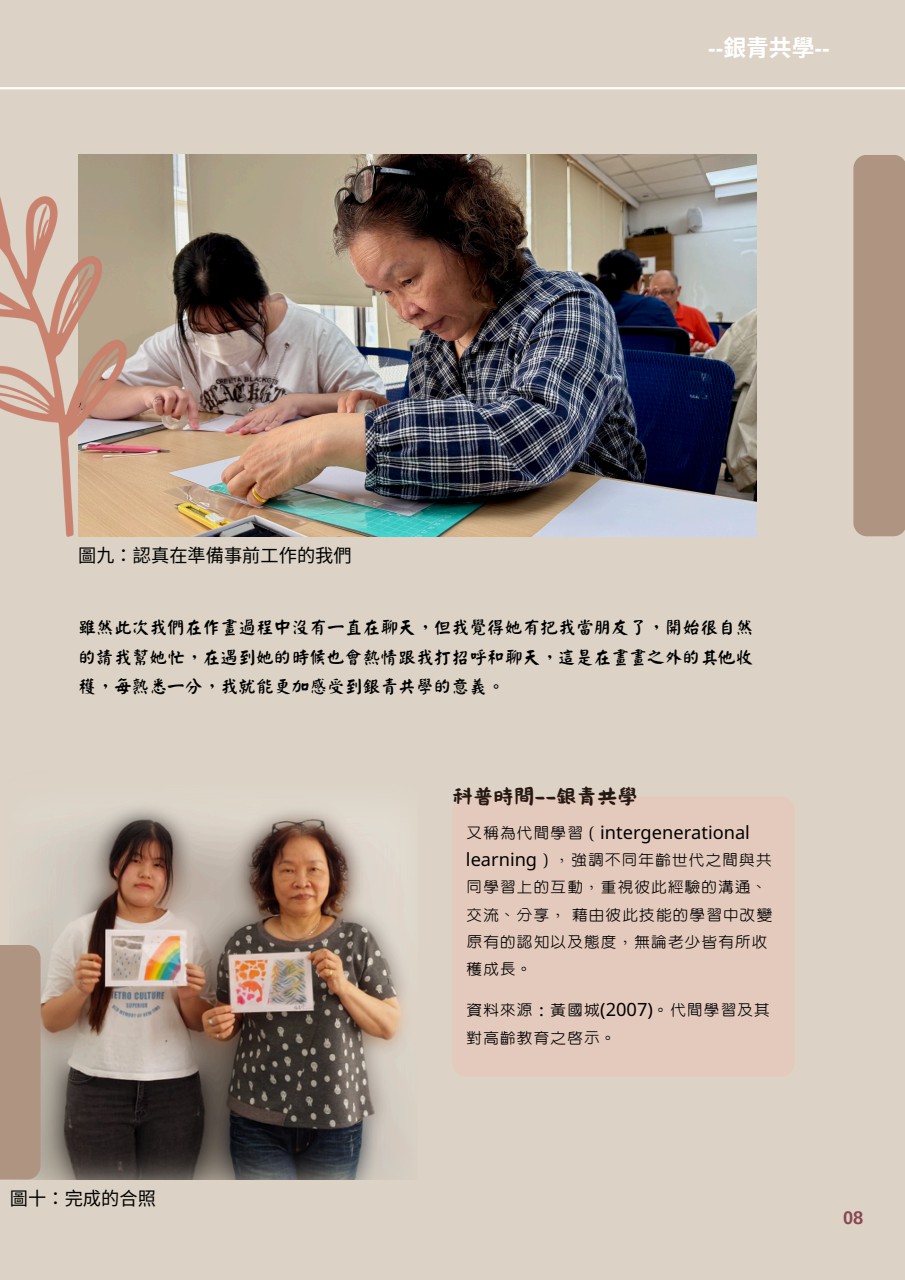 --銀青共學--
BLACKGT
圖九：認真在準備事前工作的我們
雖然此次我們在作畫過程中沒有一直在聊天，但我覺得她有把我當朋友了，開始很自然
的請我幫她忙，在遇到她的時候也會熱情跟我打招呼和聊天，這是在畫畫之外的其他收
穫，每熟悉一分，我就能更加感受到銀青共學的意義。
科普時間--銀青共學
又稱為代間學習（intergenerational
learning），強調不同年齡世代之間與共
同學習上的互動，重視彼此經驗的溝通、
交流、分享， 藉由彼此技能的學習中改變
原有的認知以及態度，無論老少皆有所收
穫成長。
資料來源：黃國城(2007)。代間學習及其
對高齡教育之啓示。
RETRO CULTURE
SUPERIOR
圖十：完成的合照
08